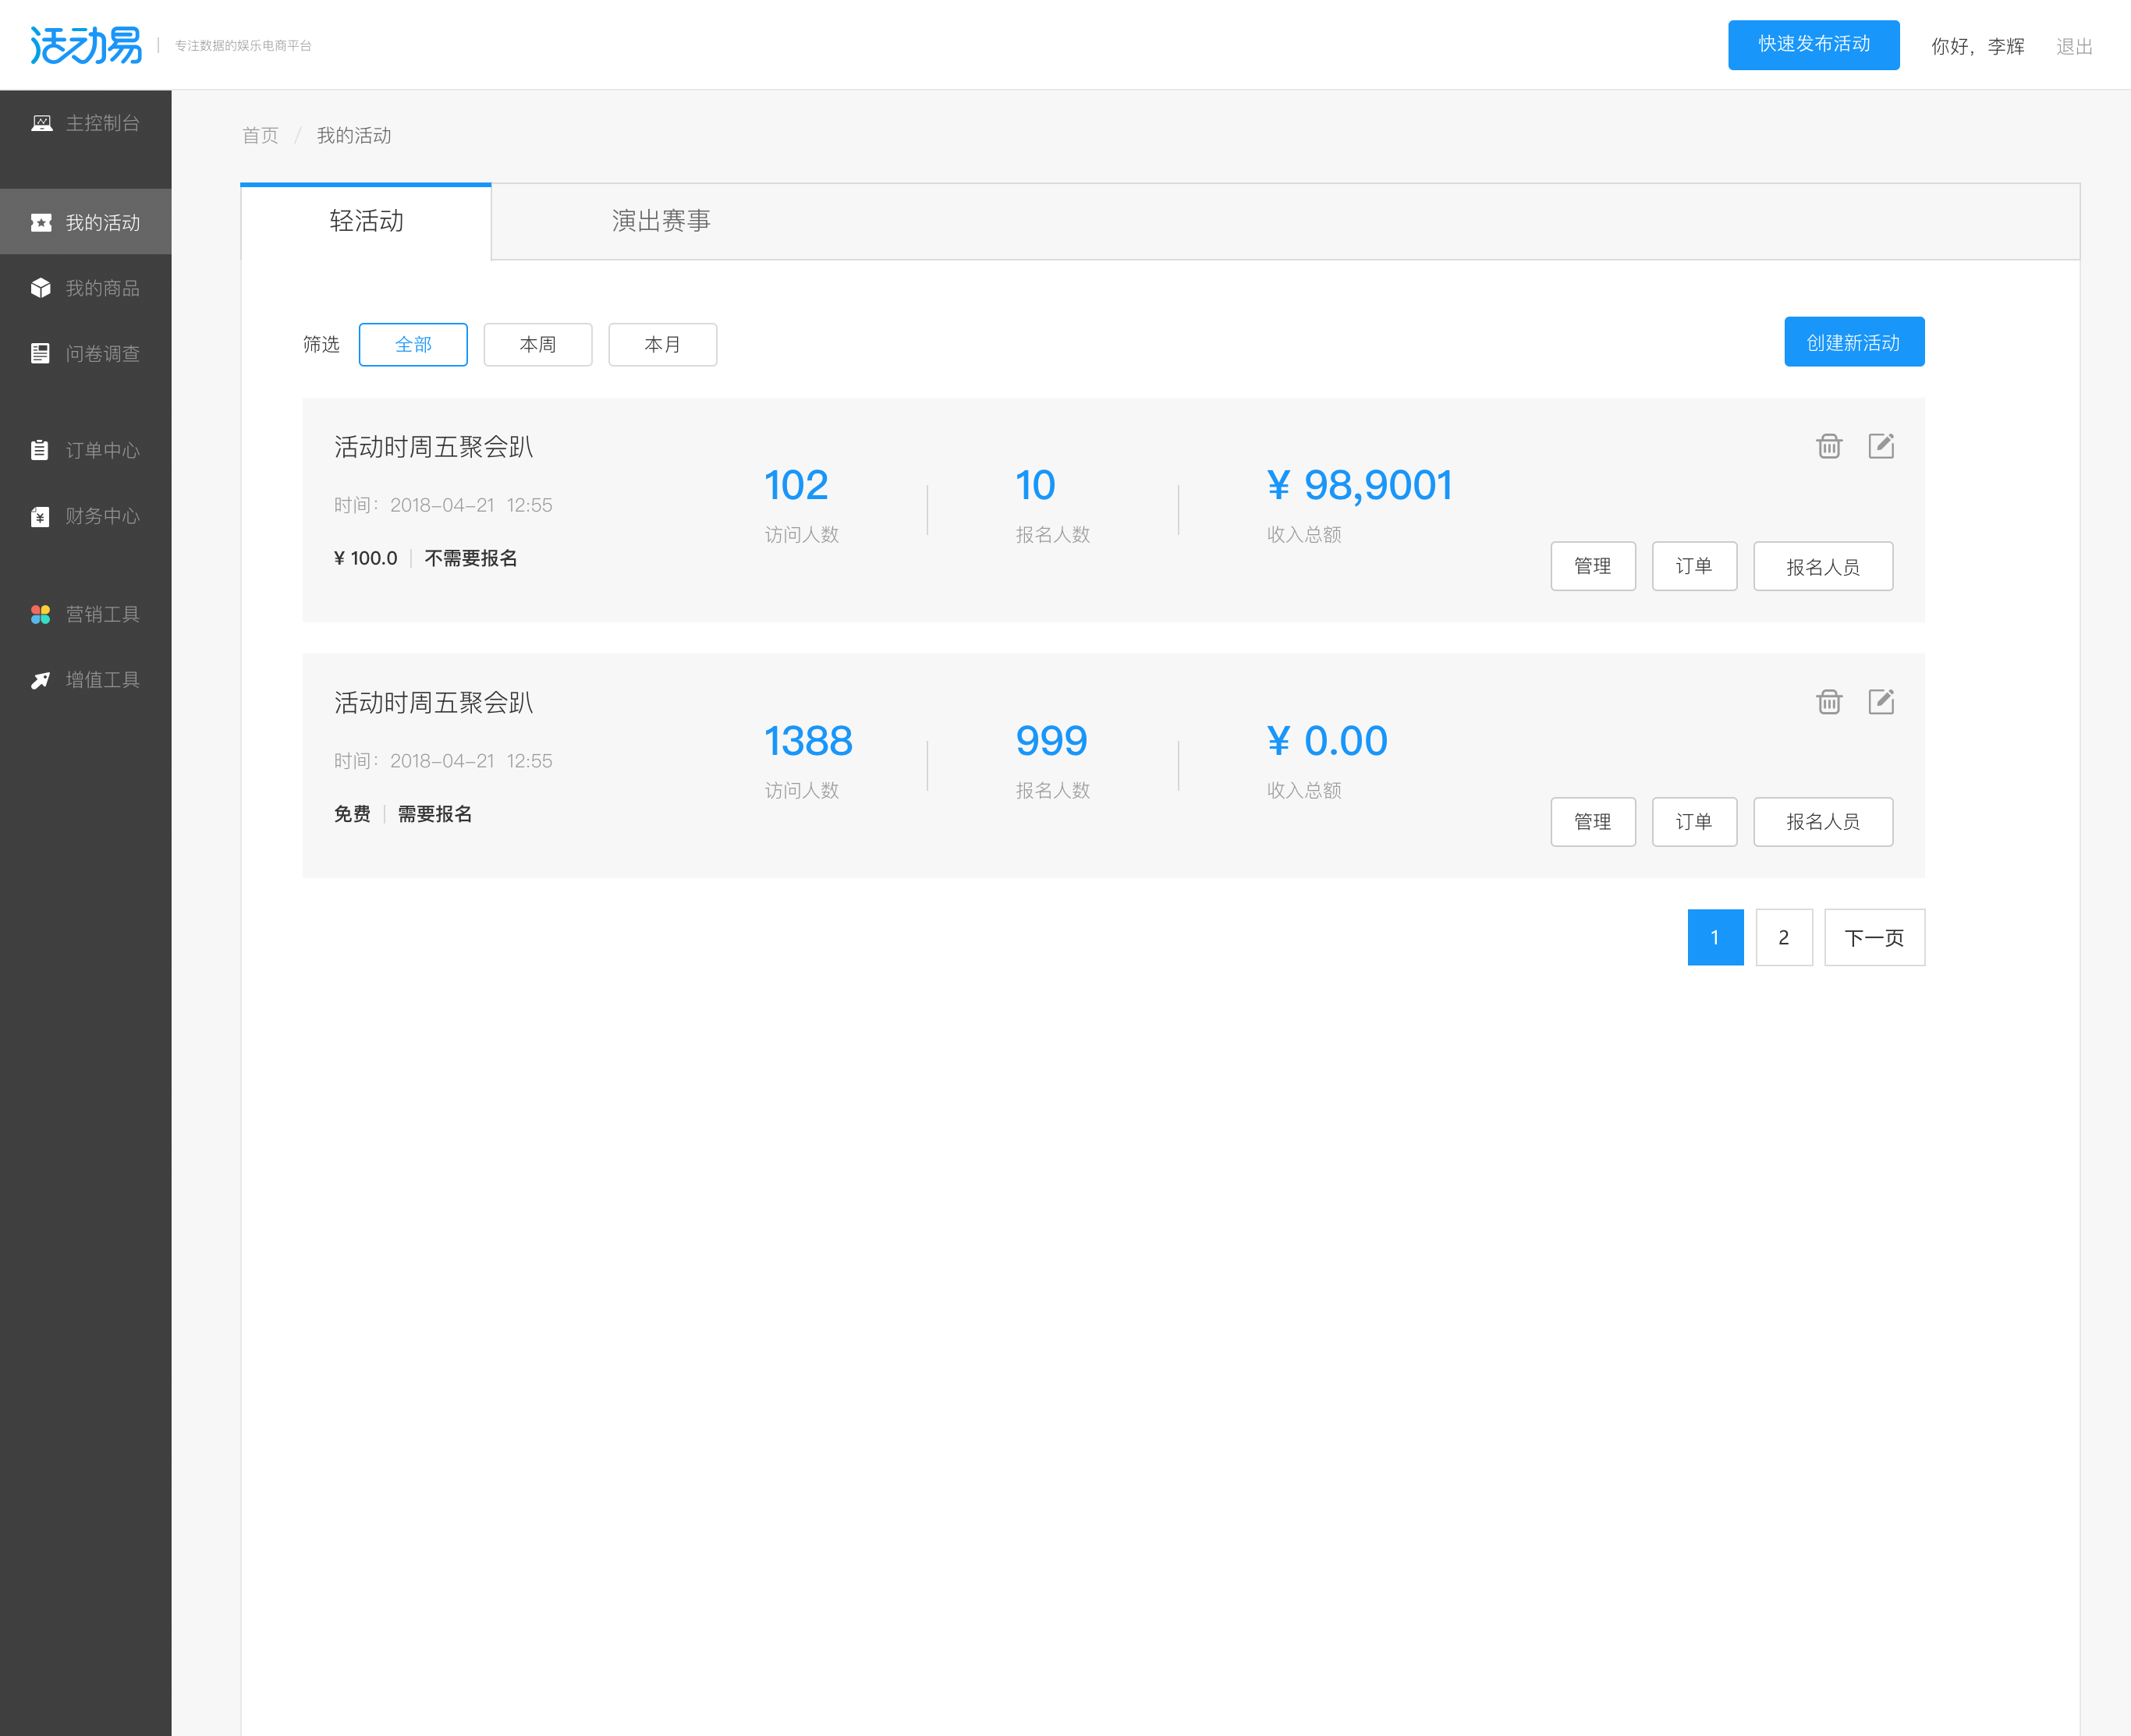 活动易
专注数据的娱乐电商平台
快速发布活动
你好，李辉
退出
主控制台
我的活动
我的商品
问卷调查
订单中心
财务中心
营销工具
增值工具
首页 / 我的活动
轻活动
演出赛事
筛选
全部
本周
本月
创建新活动
活动时周五聚会趴
时间：2018-04-21 12:55
¥ 100.0 | 不需要报名
102
访问人数
10
报名人数
¥ 98,9001
收入总额
管理
订单
报名人员
活动时周五聚会趴
时间：2018-04-21 12:55
免费 | 需要报名
1388
访问人数
999
报名人数
¥ 0.00
收入总额
管理
订单
报名人员
1
2
下一页